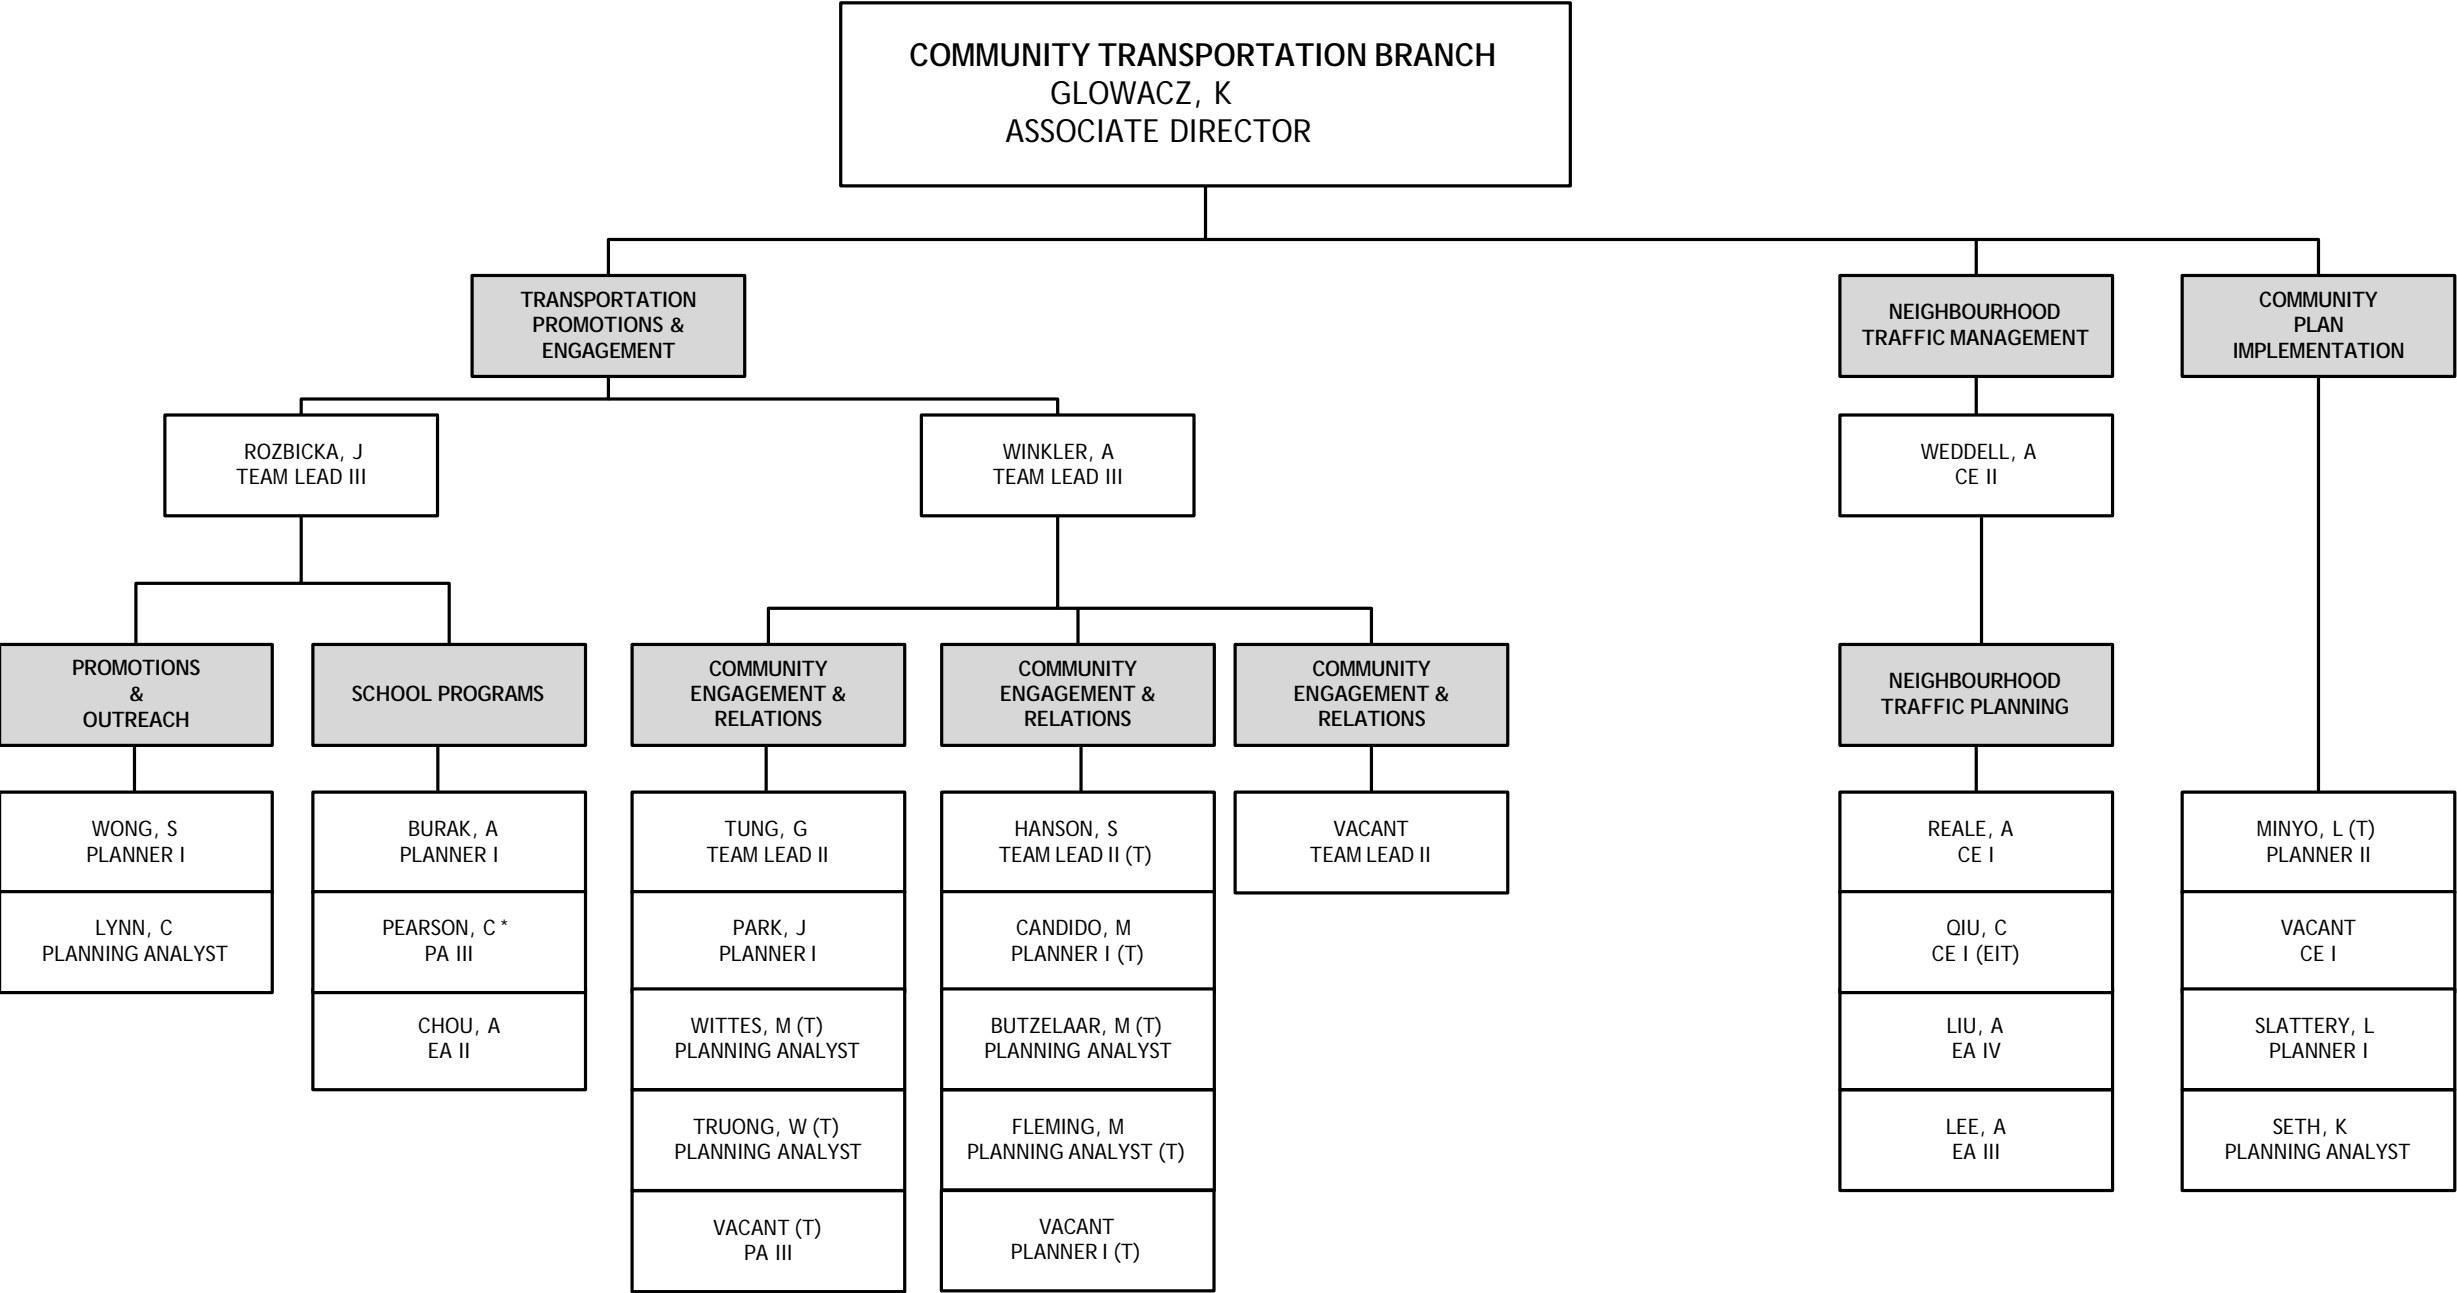 COMMUNITY TRANSPORTATION BRANCH
GLOWACZ, K
ASSOCIATE DIRECTOR
TRANSPORTATION
PROMOTIONS &
ENGAGEMENT
NEIGHBOURHOOD
TRAFFIC MANAGEMENT
COMMUNITY
PLAN
IMPLEMENTATION
ROZBICKA, J
TEAM LEAD III
WINKLER, A
TEAM LEAD III
WEDDELL, A
CE II
PROMOTIONS
&
OUTREACH
SCHOOL PROGRAMS
COMMUNITY
ENGAGEMENT &
RELATIONS
COMMUNITY
ENGAGEMENT &
RELATIONS
COMMUNITY
ENGAGEMENT &
RELATIONS
NEIGHBOURHOOD
TRAFFIC PLANNING
WONG, S
PLANNER I
LYNN, C
PLANNING ANALYST
BURAK, A
PLANNER I
PEARSON, C *
PA III
CHOU, A
EA II
TUNG, G
TEAM LEAD II
PARK, J
PLANNER I
WITTES, M (T)
PLANNING ANALYST
TRUONG, W (T)
PLANNING ANALYST
VACANT (T)
PA III
HANSON, S
TEAM LEAD II (T)
CANDIDO, M
PLANNER I (T)
BUTZELAAR, M (T)
PLANNING ANALYST
FLEMING, M
PLANNING ANALYST (T)
VACANT
PLANNER I (T)
VACANT
TEAM LEAD II
REALE, A
CE I
QIU, C
CE I (EIT)
LIU, A
EA IV
LEE, A
EA III
MINYO, L (T)
PLANNER II
VACANT
CE I
SLATTERY, L
PLANNER I
SETH, K
PLANNING ANALYST